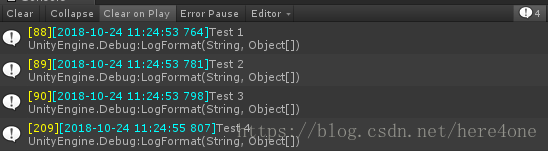 Clear Collapse Clear on Play Error Pause Editor 4
[88][2018-10-24 11:24:53 764]Test 1
UnityEngine.Debug:LogFormat(String, Object[])
[89][2018-10-24 11:24:53 781]Test 2
UnityEngine.Debug:LogFormat(String, Object[])
[90][2018-10-24 11:24:53 798]Test 3
UnityEngine.Debug:LogFormat(String, Object[])
[209][2018-10-24 11:24:55 807]Test 4
UnityEngine.Debug:LogFormat(String, Object[])
https://blog.csdn.net/here4one